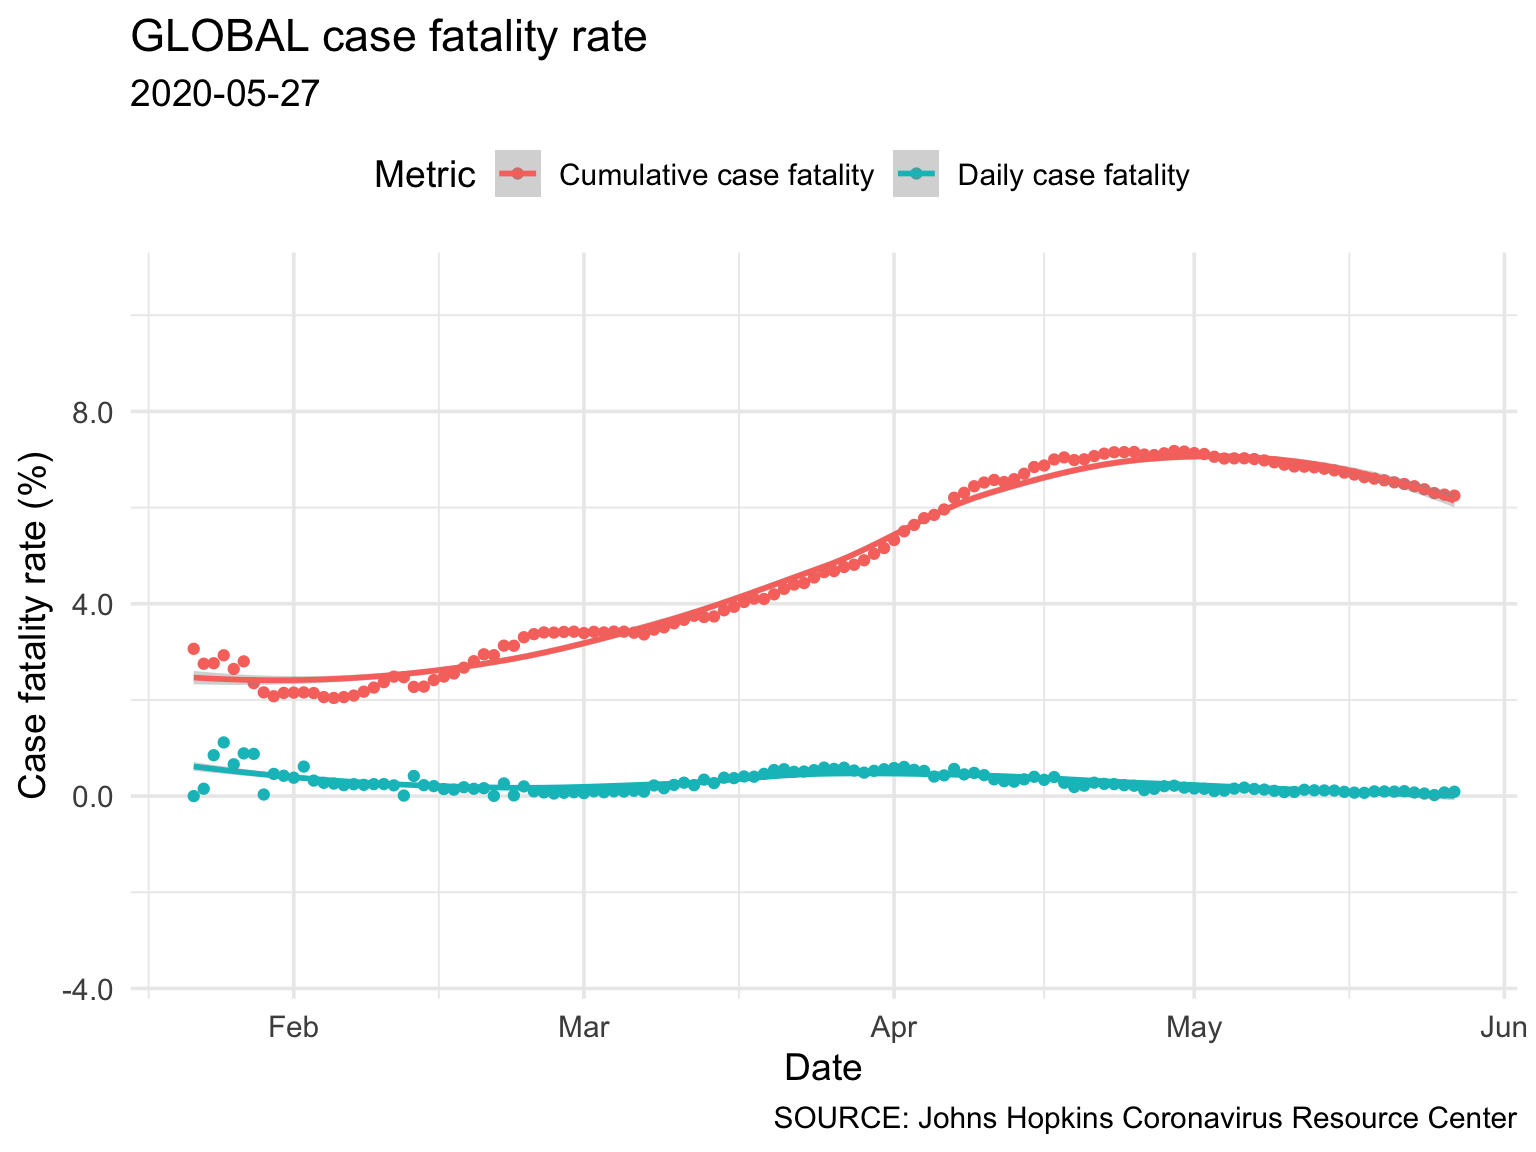 GLOBAL case fatality rate
2020-05-27
Metric Cumulative case fatality Daily case fatality
Case fatality rate (%)
8.0
4.0
0.0
-4.0
Feb Mar Apr May Jun
Date
SOURCE: Johns Hopkins Coronavirus Resource Center